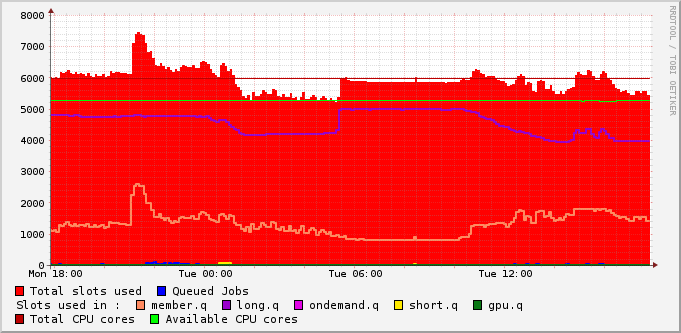 8000
7000
6000
5000
4000
3000
2000
1000
0
Mon 18:00 Tue 00:00 Tue 06:00 Tue 12:00
Total slots used Queued Jobs
Slots used in : member.q long.q ondemand.q short.q gpu.q
Total CPU cores Available CPU cores
RRDTOOL / TOBI OETIKER